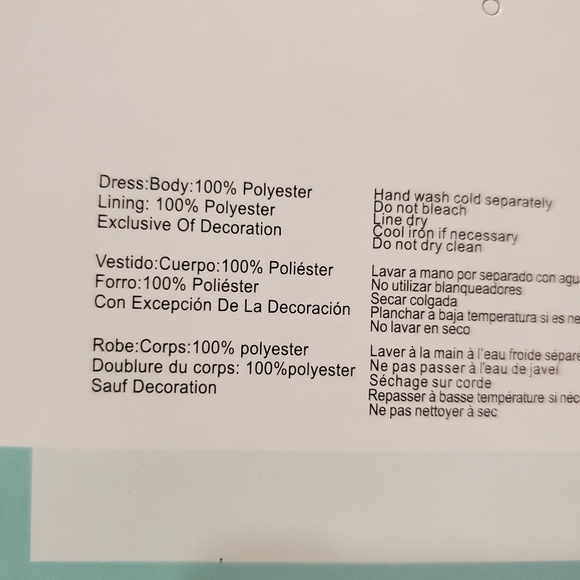 Dress:Body:100% Polyester
Lining: 100% Polyester
Exclusive Of Decoration
Vestido:Cuerpo:100% Poliéster
Forro:100% Poliéster
Con Excepción De La Decoración
Robe:Corps:100% polyester
Doublure du corps: 100%polyester
Sauf Decoration
Hand wash cold separately
Do not bleach
Line dry
Cool iron if necessary
Do not dry clean
Lavar a mano por separado con
No utilizar blanqueadores
Secar colgada
Planchar a baja temperatura si es
No lavar en seco
Laver à la main à l'eau froide
Ne pas passer à l'eau de javel
Séchage sur corde
Repasser à basse température si
Ne pas nettoyer à sec